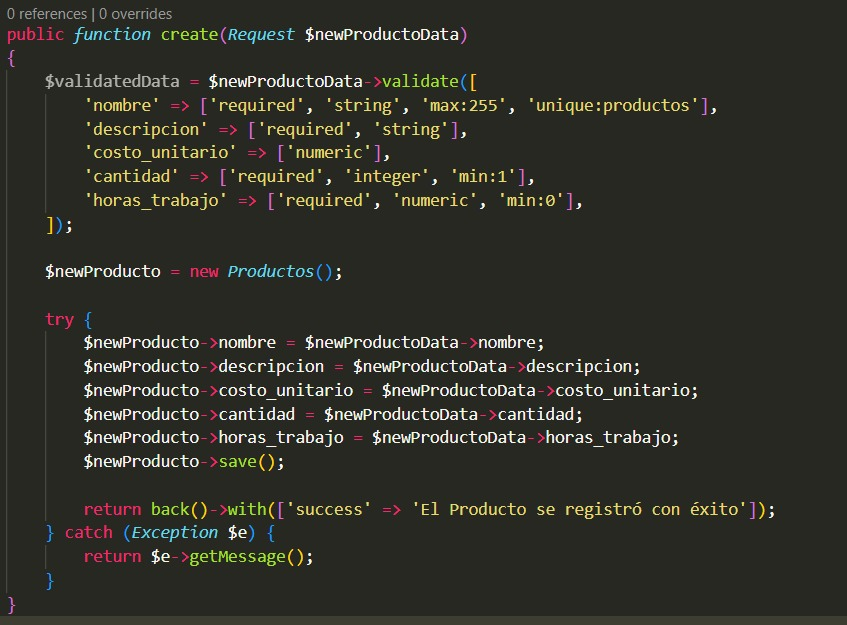 0 references | 0 overrides
public function create(Request $newProductoData)
{
    $validatedData = $newProductoData->validate([
        'nombre' => ['required', 'string', 'max:255', 'unique:productos'],
        'descripcion' => ['required', 'string'],
        'costo_unitario' => ['numeric'],
        'cantidad' => ['required', 'integer', 'min:1'],
        'horas_trabajo' => ['required', 'numeric', 'min:0'],
    ]);

    $newProducto = new Productos();

    try {
        $newProducto->nombre = $newProductoData->nombre;
        $newProducto->descripcion = $newProductoData->descripcion;
        $newProducto->costo_unitario = $newProductoData->costo_unitario;
        $newProducto->cantidad = $newProductoData->cantidad;
        $newProducto->horas_trabajo = $newProductoData->horas_trabajo;
        $newProducto->save();

        return back()->with(['success' => 'El Producto se registró con éxito']);
    } catch (Exception $e) {
        return $e->getMessage();
    }
}